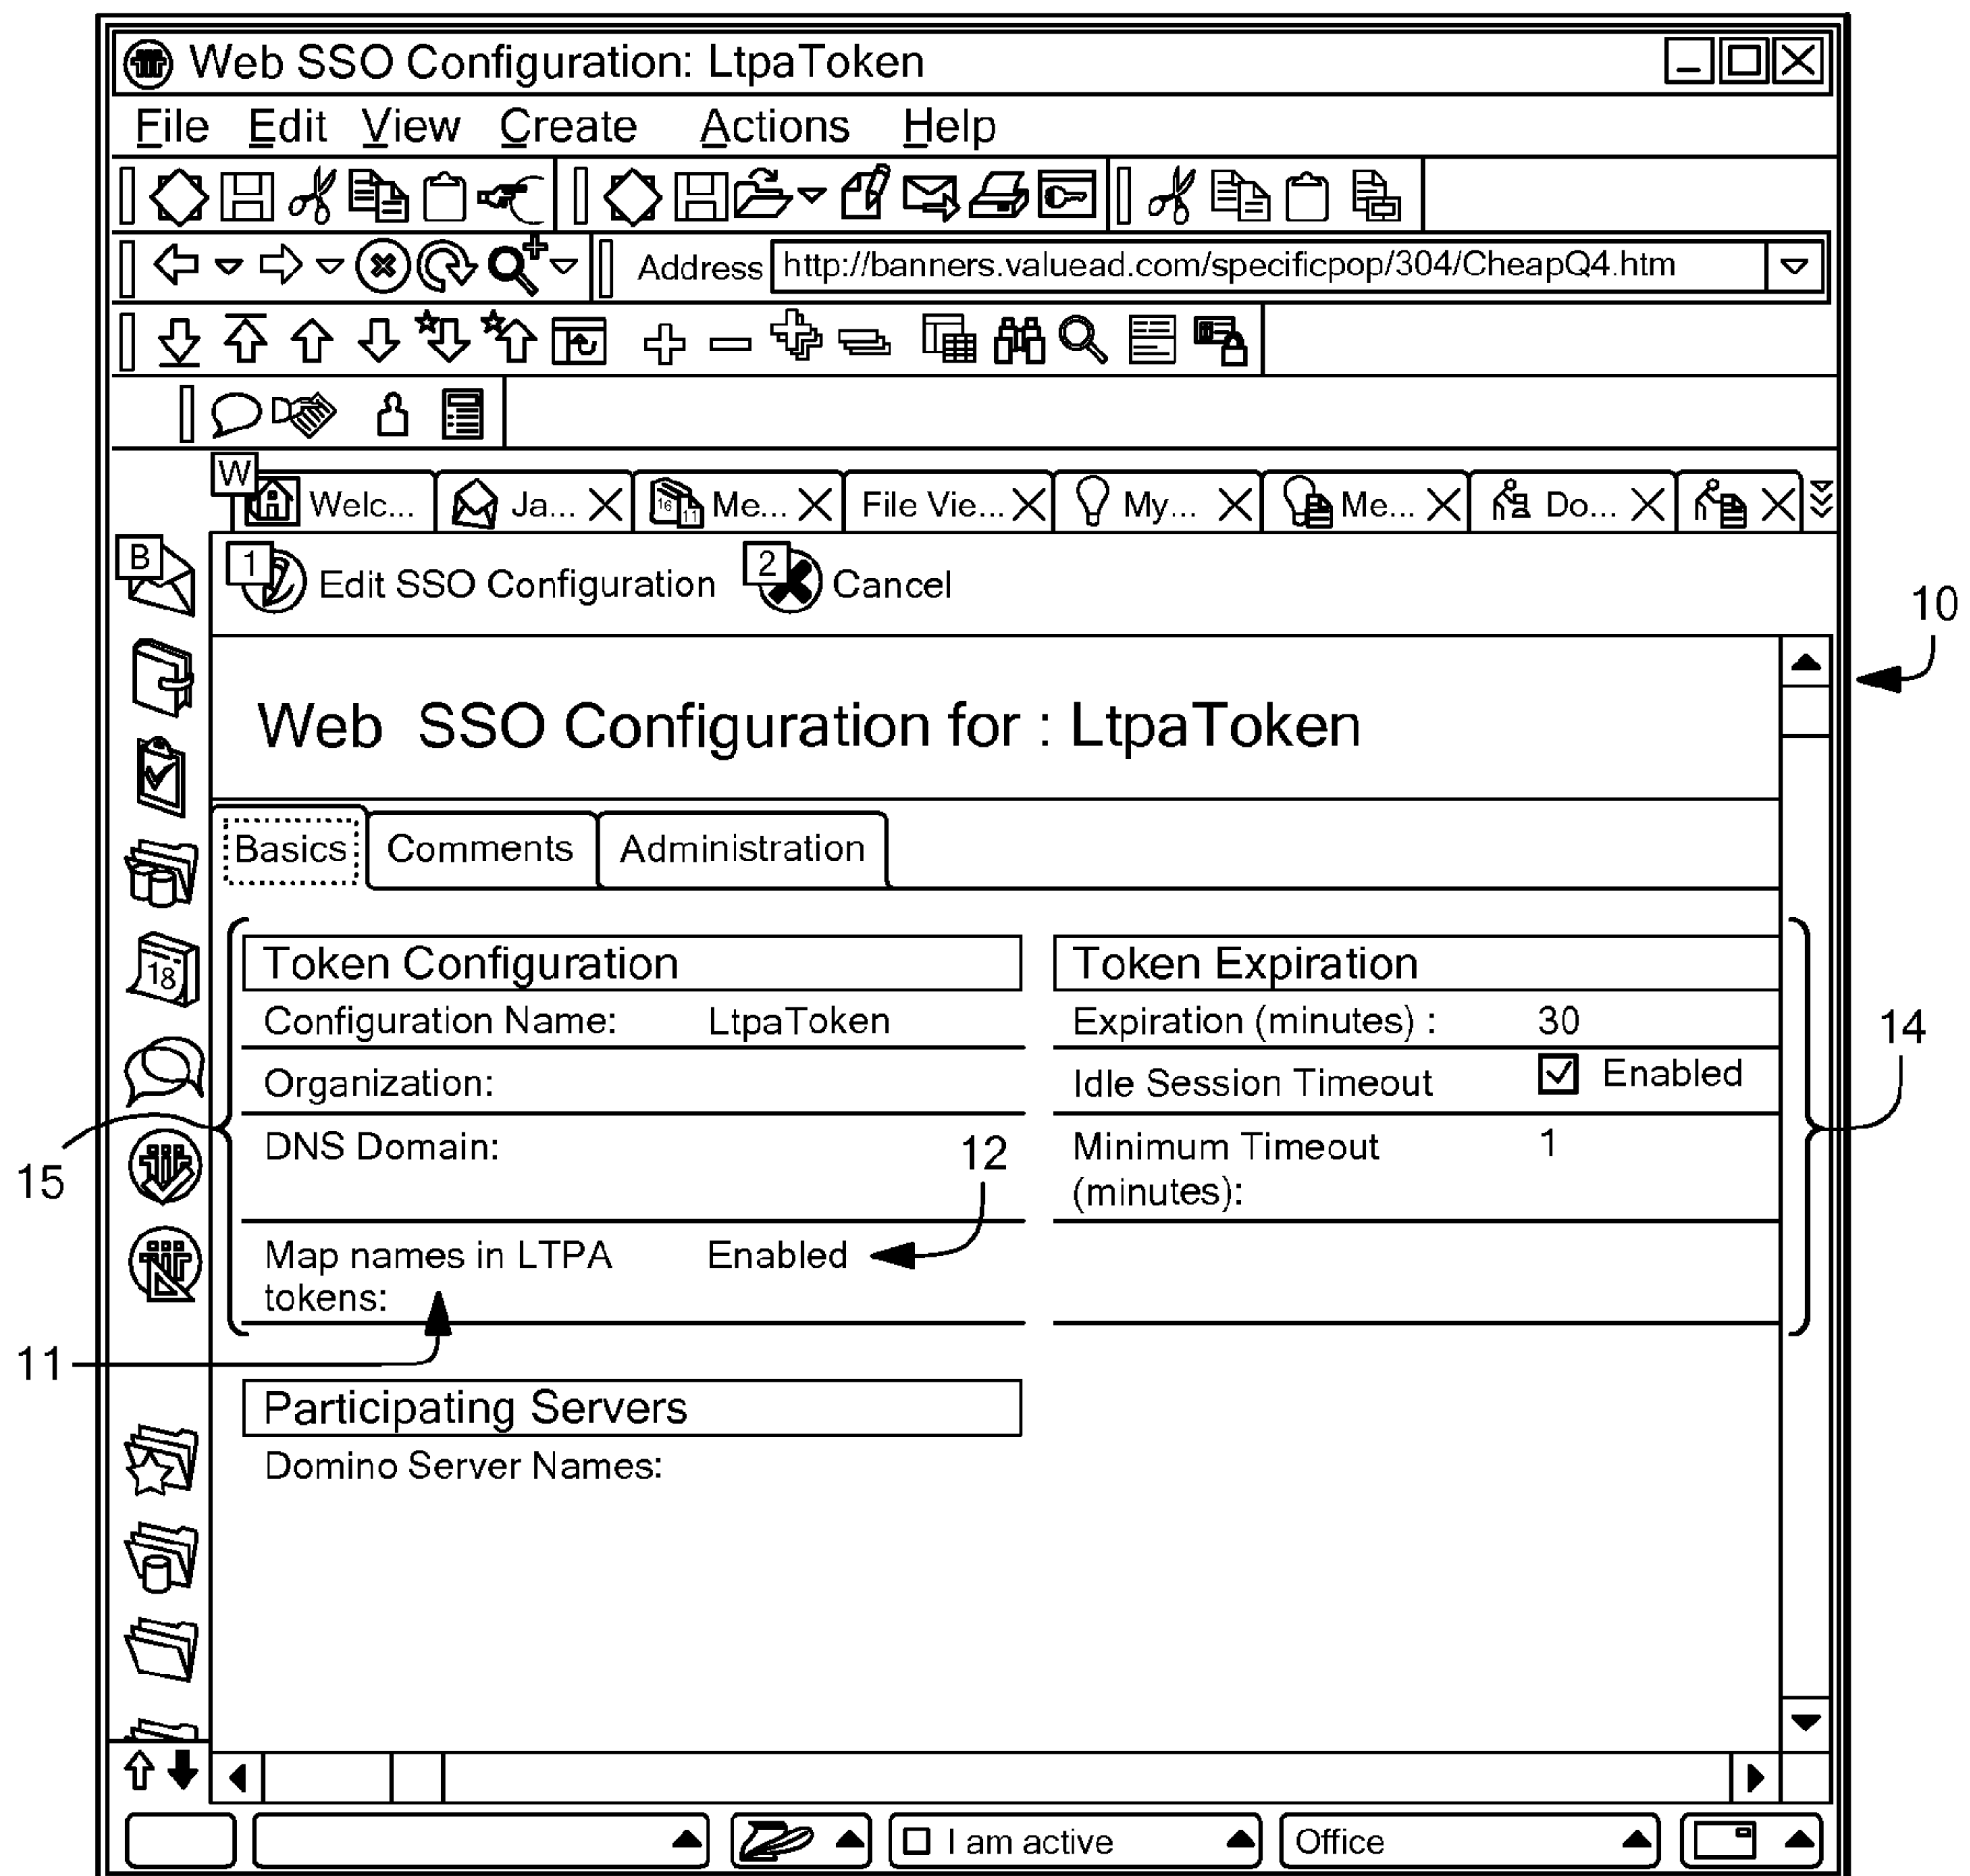 Web SSO Configuration: LtpaToken
File Edit View Create Actions Help
Address http://banners.valuead.com/specificpop/304/CheapQ4.htm
W
Welc... Ja... 16 11 Me... File Vie... My... Me... Do...
B 1 Edit SSO Configuration 2 Cancel
10
Web SSO Configuration for : LtpaToken
Basics Comments Administration
Token Configuration Token Expiration
18
Configuration Name: LtpaToken Expiration (minutes) : 30
14
Organization: Idle Session Timeout Enabled
DNS Domain: 12 Minimum Timeout 1
15 (minutes):
Map names in LTPA Enabled
tokens:
11
Participating Servers
Domino Server Names:
I am active Office